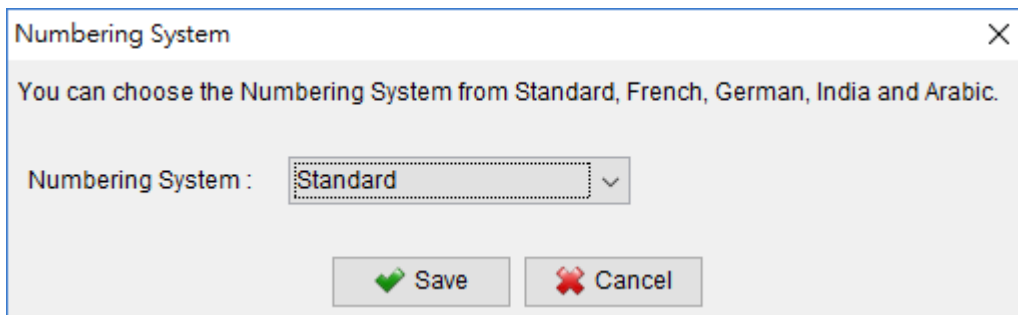 Numbering System
You can choose the Numbering System from Standard, French, German, India and Arabic.
Numbering System : Standard
Save Cancel